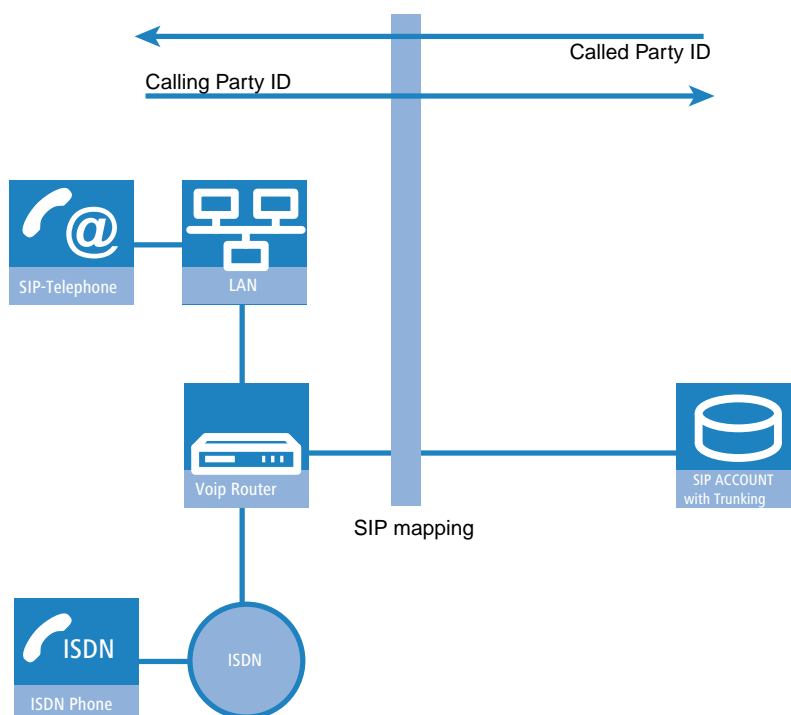 Called Party ID
Calling Party ID
@
SIP-Telephone
LAN
Voip Router
SIP ACCOUNT
with Trunking
SIP mapping
ISDN
ISDN Phone
ISDN